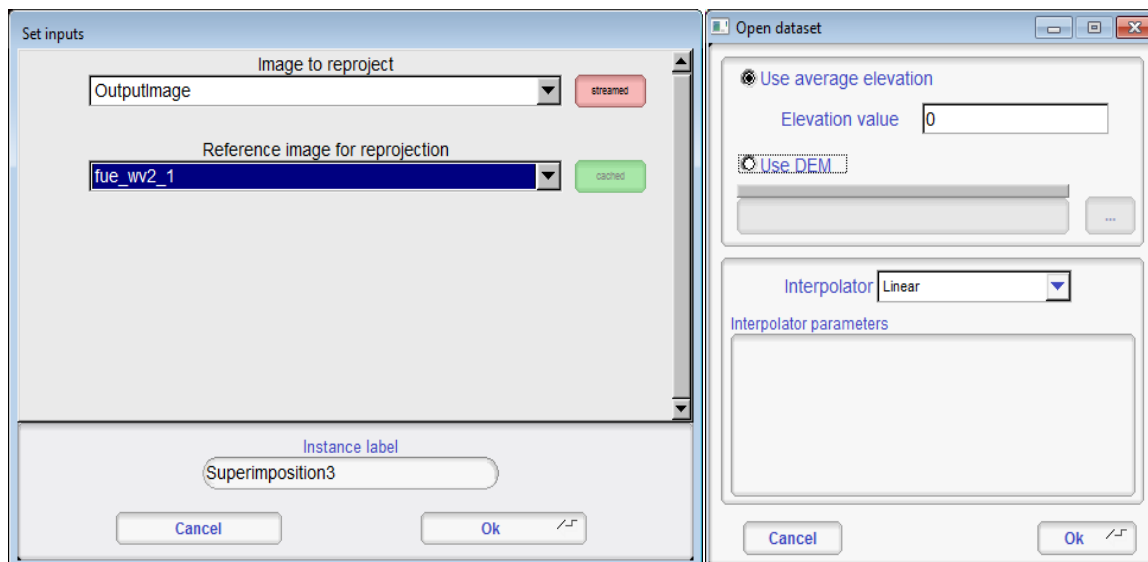 Set inputs
Image to reproject
OutputImage
streamed
Reference image for reprojection
fue_wv2_1
cached
Instance label
Superimposition3
Cancel
Ok
Open dataset
Use average elevation
Elevation value
0
Use DEM
...
Interpolator
Linear
Interpolator parameters
Cancel
Ok